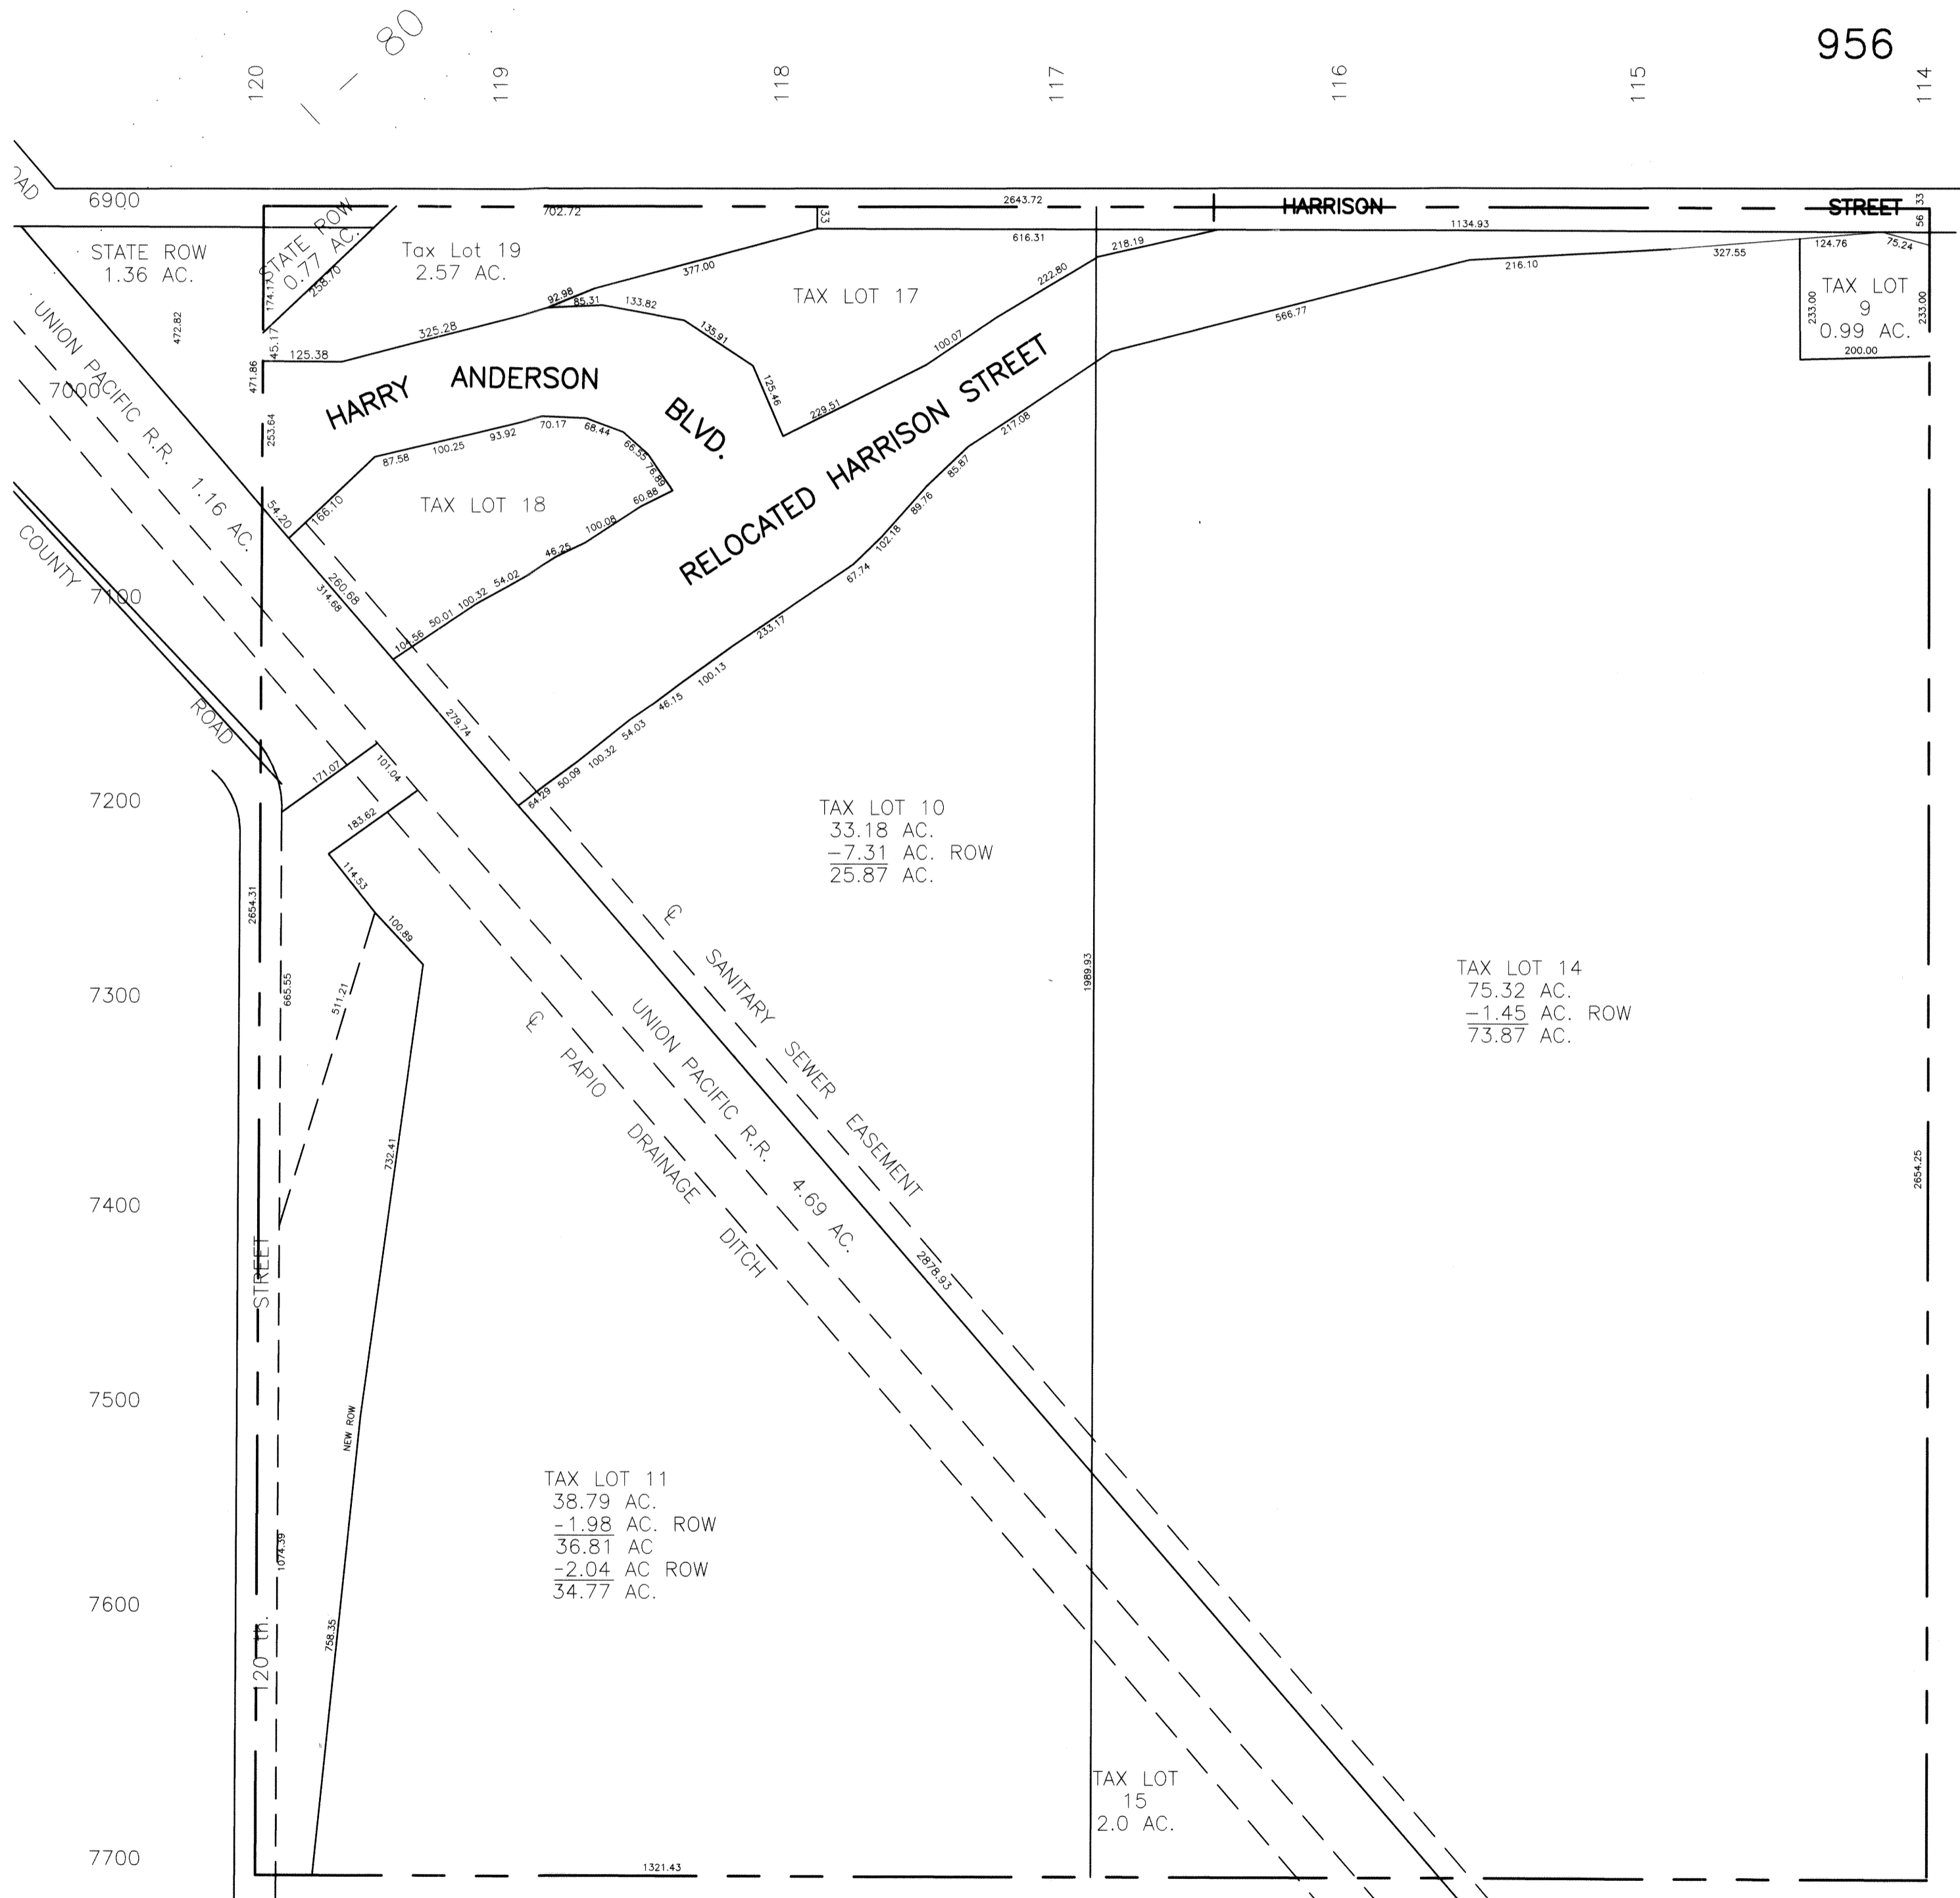 956
— — 80
120
119
118
117
116
115
114
OAD
6900
7000
7100
7200
7300
7400
7500
7600
7700
2643.72
702.72
33
HARRISON
STREET
33
56
616.31
1134.93
218.19
216.10
327.55
124.76
75.24
STATE ROW
1.36 AC.
472.82
STATE ROW
0.77 AC.
174.17
258.70
45.17
471.86
253.64
Tax Lot 19
2.57 AC.
377.00
92.98
85.31
133.82
135.91
125.46
325.28
125.38
TAX LOT 17
222.80
100.07
229.51
566.77
217.08
TAX LOT
9
0.99 AC.
233.00
233.00
200.00
HARRY ANDERSON BLVD.
RELOCATED HARRISON STREET
UNION PACIFIC R.R. 1.16 AC.
COUNTY
ROAD
87.58
100.25
93.92
70.17
68.44
66.55
76.89
60.88
166.10
TAX LOT 18
100.08
46.25
54.02
100.32
50.01
104.56
54.20
260.68
314.68
279.74
85.87
89.76
102.18
67.74
233.17
100.13
46.15
54.03
100.32
50.09
64.29
171.07
101.04
183.62
114.53
100.89
2654.31
665.55
511.21
732.41
TAX LOT 10
33.18 AC.
-7.31 AC. ROW
25.87 AC.
1989.93
TAX LOT 14
75.32 AC.
-1.45 AC. ROW
73.87 AC.
2654.25
℄ SANITARY SEWER EASEMENT
UNION PACIFIC R.R. 4.69 AC.
℄ PAPIO DRAINAGE DITCH
2878.93
120 th. STREET
NEW ROW
1074.39
758.35
TAX LOT 11
38.79 AC.
-1.98 AC. ROW
36.81 AC
-2.04 AC ROW
34.77 AC.
TAX LOT
15
2.0 AC.
1321.43